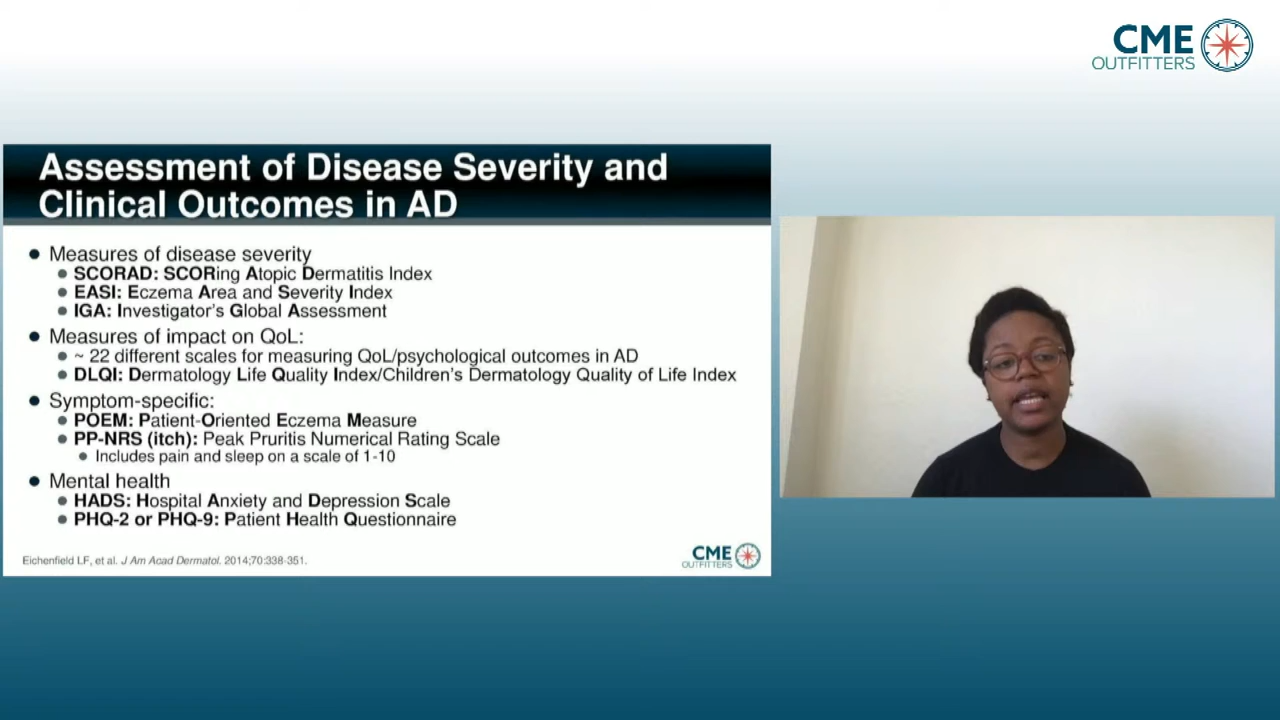 CME
OUTFITTERS
Assessment of Disease Severity and
Clinical Outcomes in AD
● Measures of disease severity
● SCORAD: SCORing Atopic Dermatitis Index
● EASI: Eczema Area and Severity Index
● IGA: Investigator's Global Assessment
● Measures of impact on QoL:
● ~ 22 different scales for measuring QoL/psychological outcomes in AD
● DLQI: Dermatology Life Quality Index/Children's Dermatology Quality of Life Index
● Symptom-specific:
● POEM: Patient-Oriented Eczema Measure
● PP-NRS (itch): Peak Pruritis Numerical Rating Scale
● Includes pain and sleep on a scale of 1-10
● Mental health
● HADS: Hospital Anxiety and Depression Scale
● PHQ-2 or PHQ-9: Patient Health Questionnaire
Eichenfield LF, et al. J Am Acad Dermatol. 2014;70:338-351.
CME
OUTFITTERS